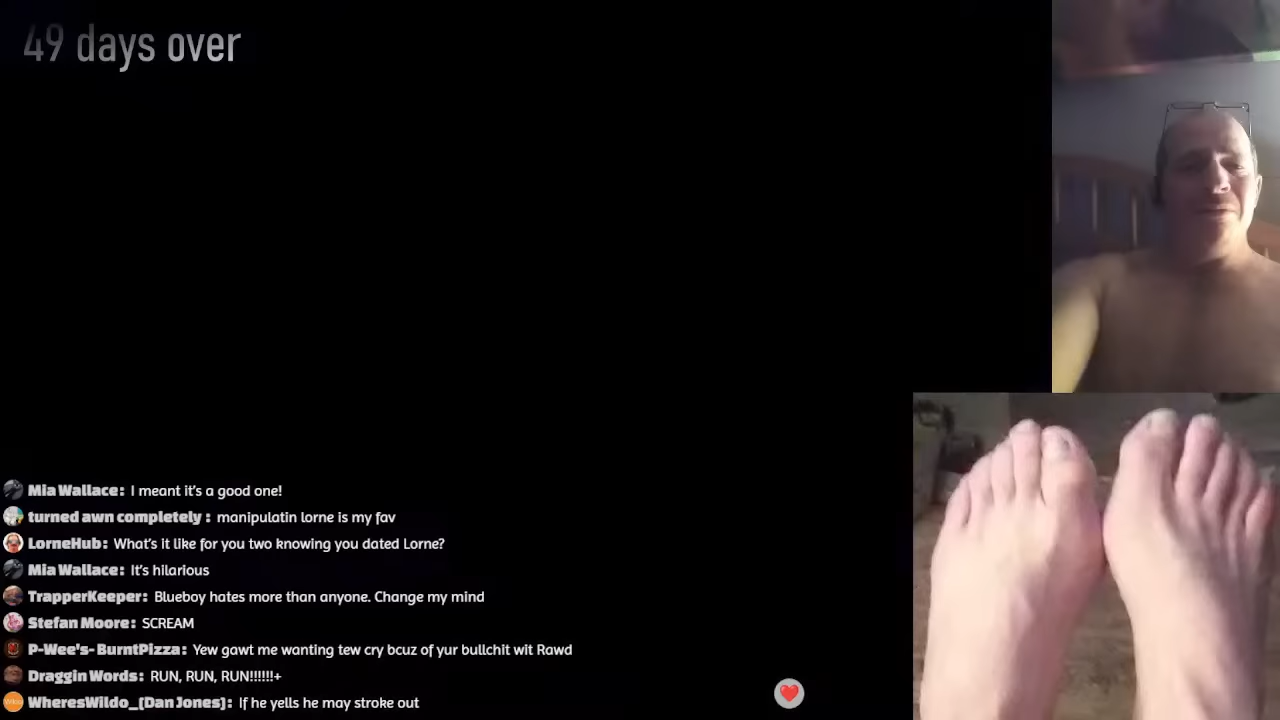 49 days over
Mia Wallace: I meant it's a good one!
turned awn completely : manipulatin lorne is my fav
LorneHub: What's it like for you two knowing you dated Lorne?
Mia Wallace: It's hilarious
TrapperKeeper: Blueboy hates more than anyone. Change my mind
Stefan Moore: SCREAM
P-Wee's- BurntPizza: Yew gawt me wanting tew cry bcuz of yur bullchit wit Rawd
Draggin Words: RUN, RUN, RUN!!!!!!+
WheresWildo_(Dan Jones]: If he yells he may stroke out